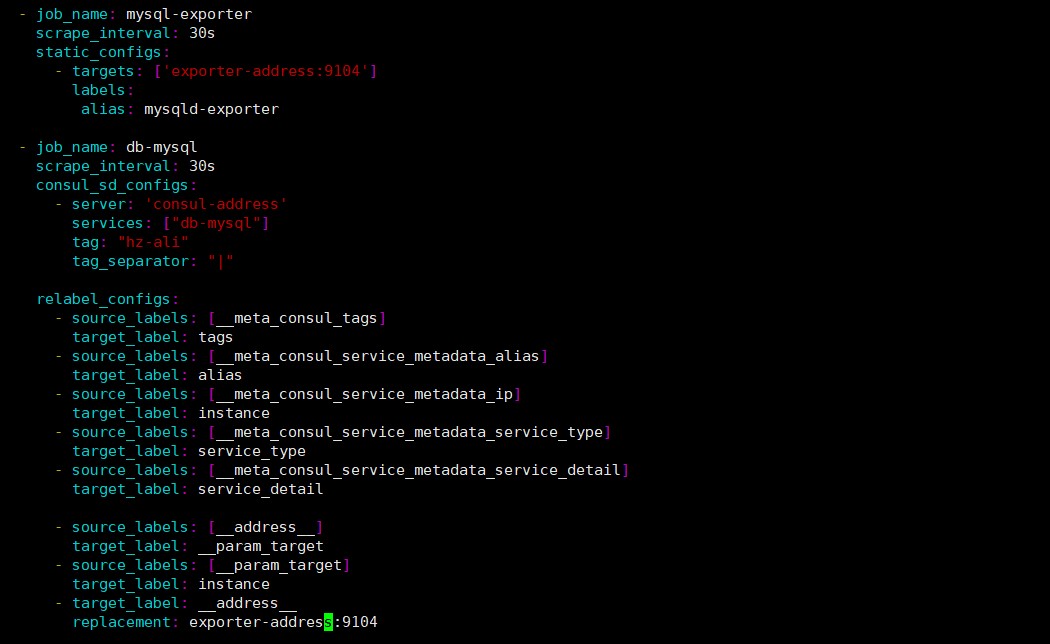 - job_name: mysql-exporter
  scrape_interval: 30s
  static_configs:
    - targets: ['exporter-address:9104']
      labels:
       alias: mysqld-exporter

- job_name: db-mysql
  scrape_interval: 30s
  consul_sd_configs:
    - server: 'consul-address'
      services: ["db-mysql"]
      tag: "hz-ali"
      tag_separator: "|"

  relabel_configs:
    - source_labels: [__meta_consul_tags]
      target_label: tags
    - source_labels: [__meta_consul_service_metadata_alias]
      target_label: alias
    - source_labels: [__meta_consul_service_metadata_ip]
      target_label: instance
    - source_labels: [__meta_consul_service_metadata_service_type]
      target_label: service_type
    - source_labels: [__meta_consul_service_metadata_service_detail]
      target_label: service_detail

    - source_labels: [__address__]
      target_label: __param_target
    - source_labels: [__param_target]
      target_label: instance
    - target_label: __address__
      replacement: exporter-address:9104